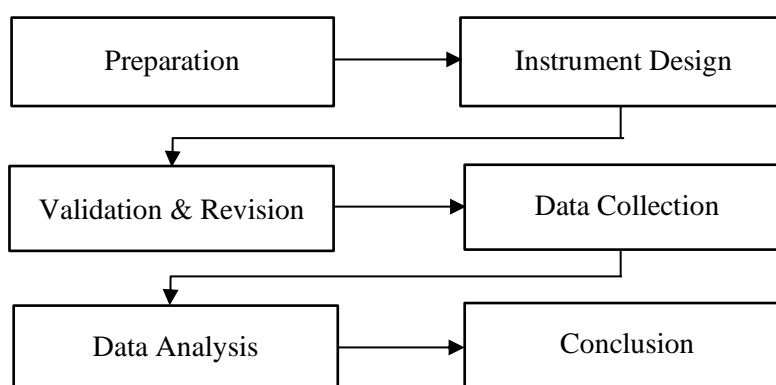 Preparation
Instrument Design
Validation & Revision
Data Collection
Data Analysis
Conclusion